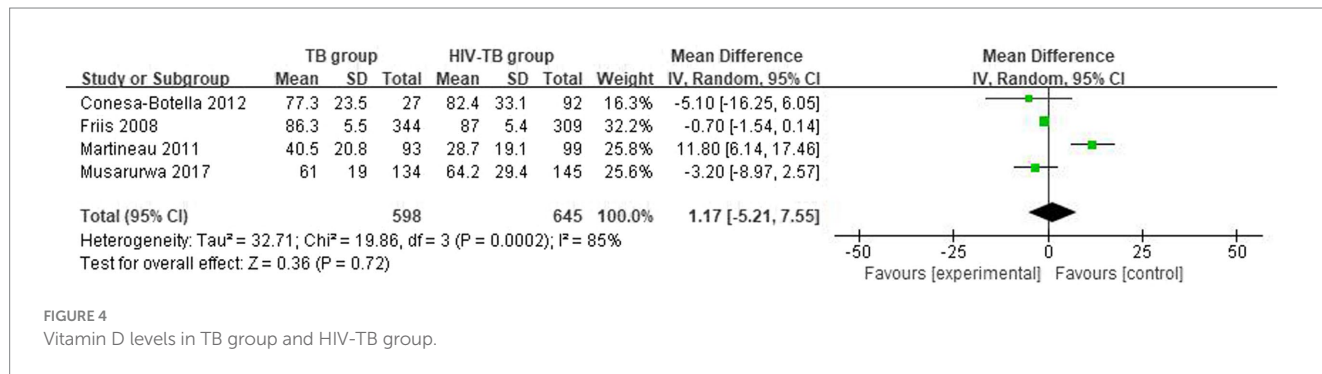 TB group HIV-TB group Mean Difference Mean Difference
Study or Subgroup Mean SD Total Mean SD Total Weight IV, Random, 95% CI IV, Random, 95% CI
Conesa-Botella 2012 77.3 23.5 27 82.4 33.1 92 16.3% -5.10 [-16.25, 6.05]
Friis 2008 86.3 5.5 344 87 5.4 309 32.2% -0.70 [-1.54, 0.14]
Martineau 2011 40.5 20.8 93 28.7 19.1 99 25.8% 11.80 [6.14, 17.46]
Musarurwa 2017 61 19 134 64.2 29.4 145 25.6% -3.20 [-8.97, 2.57]
Total (95% CI) 598 645 100.0% 1.17 [-5.21, 7.55]
Heterogeneity: Tau² = 32.71; Chi² = 19.86, df = 3 (P = 0.0002); I² = 85%
Test for overall effect: Z = 0.36 (P = 0.72)
-50 -25 0 25 50
Favours [experimental] Favours [control]
FIGURE 4
Vitamin D levels in TB group and HIV-TB group.